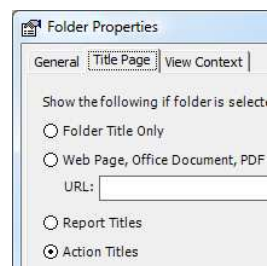 Folder Properties
General Title Page View Context
Show the following if folder is selecte
Folder Title Only
Web Page, Office Document, PDF
URL:
Report Titles
Action Titles